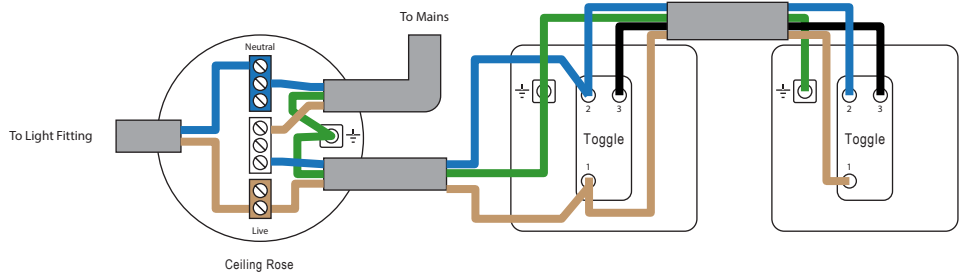 To Mains
Neutral
To Light Fitting
Live
Ceiling Rose
2 3
Toggle
1
2 3
Toggle
1